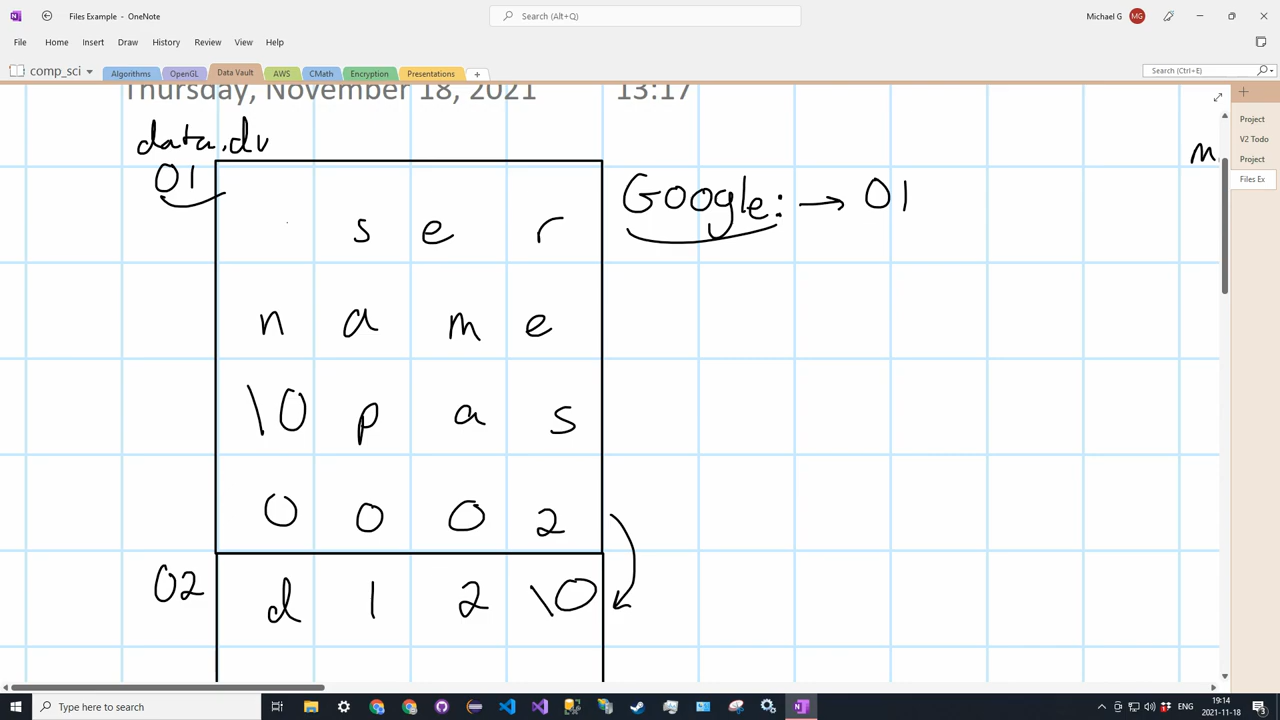 Files Example - OneNote
Search (Alt+Q)
Michael G
MG
File Home Insert Draw History Review View Help
comp_sci
Algorithms OpenGL Data Vault AWS CMath Encryption Presentations +
Search (Ctrl+E)
Thursday, November 18, 2021 13:17
Project
V2 Todo
Project
Files Ex
data.dv
m.
01
s e r
Google: → 01
n a m e
\0 p a s
0 0 0 2
02 d 1 2 \0
Type here to search
ENG
19:14
2021-11-18